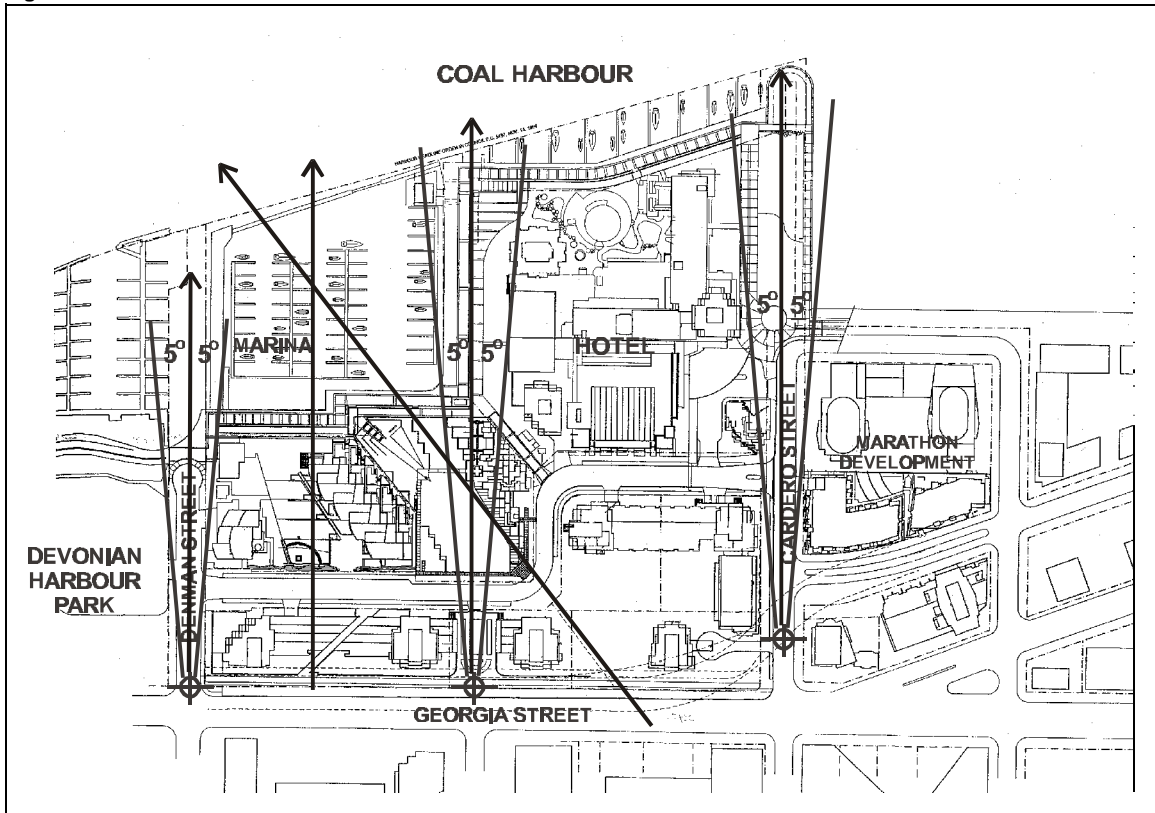 COAL HARBOUR
5° 5°
5° 5°
MARINA
5° 5°
HOTEL
CARDERO STREET
MARATHON
DEVELOPMENT
DENMAN STREET
DEVONIAN
HARBOUR
PARK
GEORGIA STREET